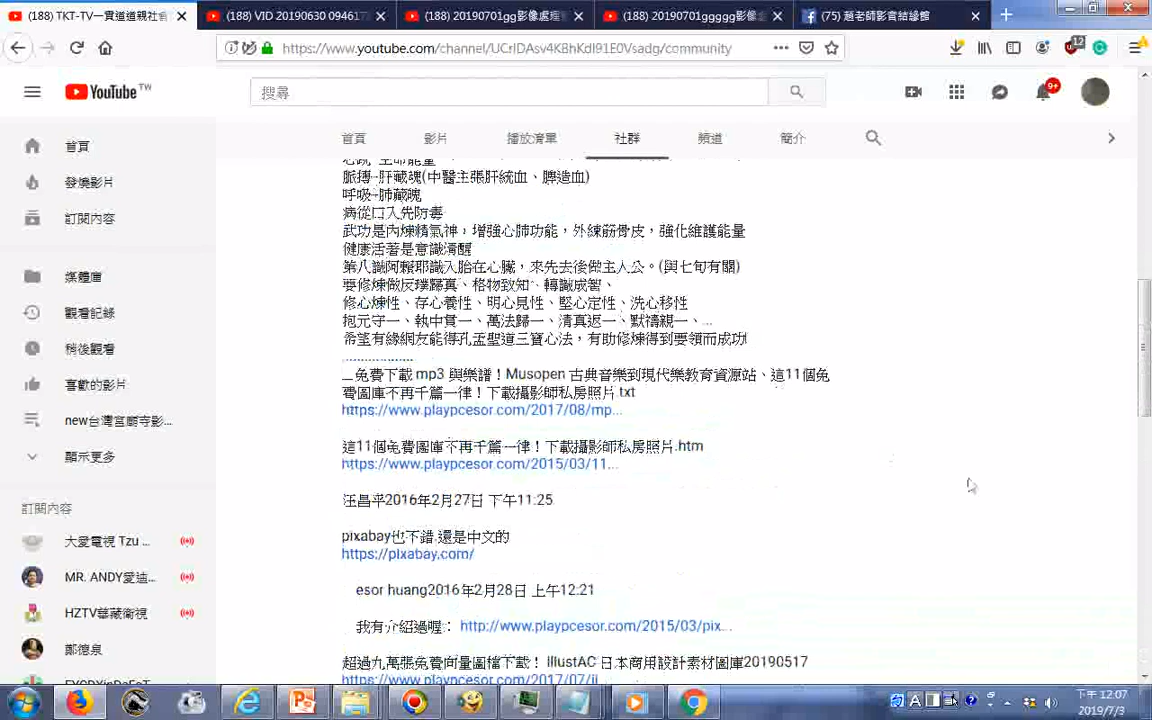 (188) TKT-TV一貫道道親社會
(188) VID 20190630 094617
(188) 20190701gg影像處理
(188) 20190701ggggg影像
(75) 趙老師影音結緣館
https://www.youtube.com/channel/UCrIDAsv4KBhKdI91E0Vsadg/community
12
YouTube TW
搜尋
9+
首頁
影片
播放清單
社群
頻道
簡介
首頁
發燒影片
訂閱內容
媒體庫
觀看記錄
稍後觀看
喜歡的影片
new台灣宮廟寺影...
顯示更多
訂閱內容
大愛電視 Tzu ...
MR. ANDY愛迪...
HZTV華藏衛視
鄭德泉
脈搏-肝藏魂(中醫主張肝統血、脾造血)
呼吸-肺藏魄
病從口入先防毒
武功是內煉精氣神，增強心肺功能，外練筋骨皮，強化維護能量
健康活著是意識清醒
第八識阿賴耶識入胎在心臟，來先去後做主人公。(與七旬有關)
要修煉做反璞歸真、格物致知、轉識成智、
修心煉性、存心養性、明心見性、堅心定性、洗心移性
抱元守一、執中貫一、萬法歸一、清真返一、默禱親一、...
希望有緣網友能得孔孟聖道三寶心法，有助修煉得到要領而成功!
免費下載 mp3 與樂譜！Musopen 古典音樂到現代樂教育資源站、這11個免
費圖庫不再千篇一律！下載攝影師私房照片.txt
https://www.playpcesor.com/2017/08/mp...
這11個免費圖庫不再千篇一律！下載攝影師私房照片.htm
https://www.playpcesor.com/2015/03/11...
汪昌平2016年2月27日 下午11:25
pixabay也不錯.還是中文的
https://pixabay.com/
esor huang2016年2月28日 上午12:21
我有介紹過喔： http://www.playpcesor.com/2015/03/pix...
超過九萬張免費向量圖檔下載！ IllustAC 日本商用設計素材圖庫20190517
下午 12:07
2019/7/3